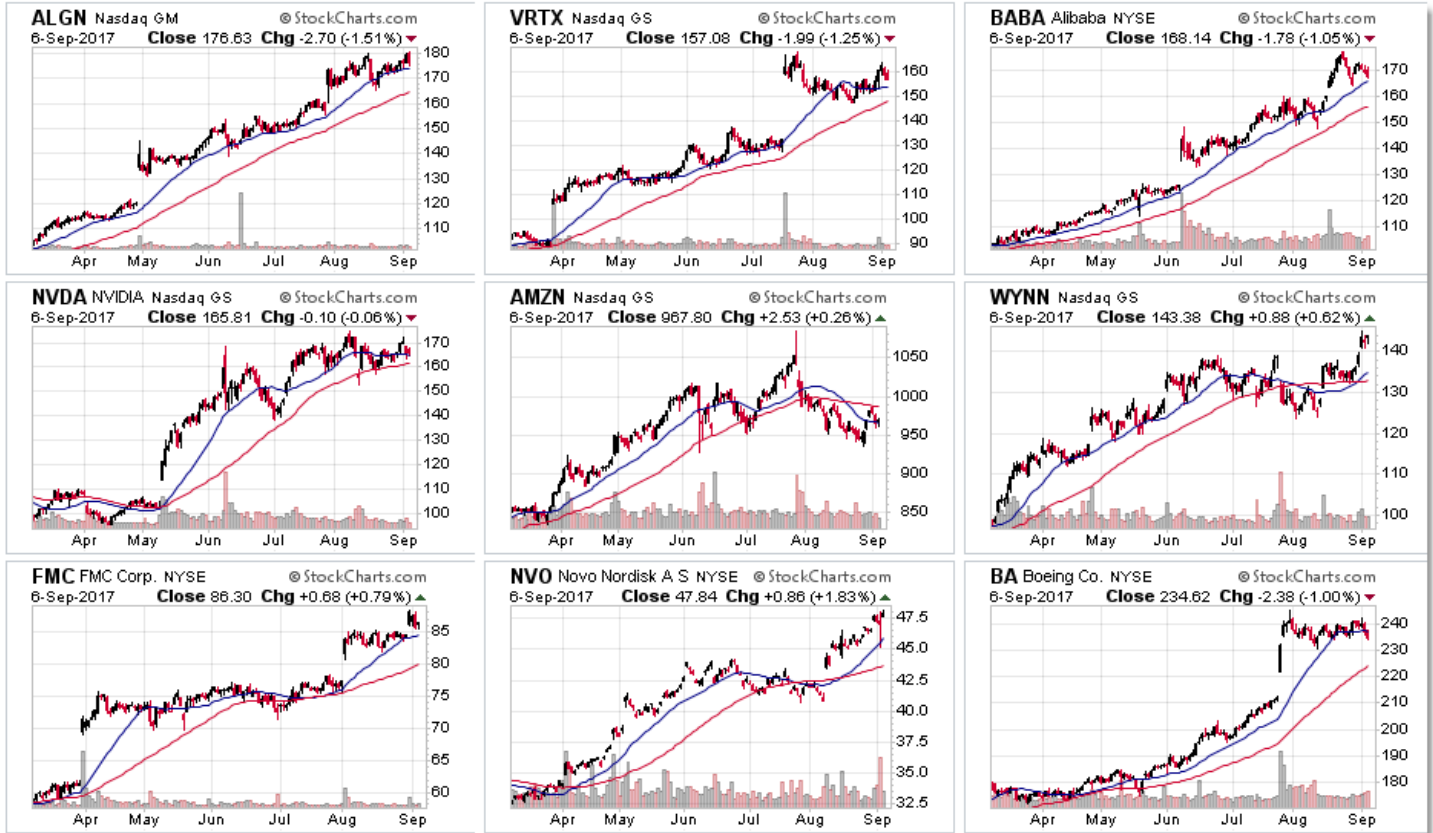 ALGN Nasdaq GM © StockCharts.com
6-Sep-2017 Close 176.63 Chg -2.70 (-1.51%)
180
170
160
150
140
130
120
110
Apr May Jun Jul Aug Sep
VRTX Nasdaq GS © StockCharts.com
6-Sep-2017 Close 157.08 Chg -1.99 (-1.25%)
160
150
140
130
120
110
100
90
Apr May Jun Jul Aug Sep
BABA Alibaba NYSE © StockCharts.com
6-Sep-2017 Close 168.14 Chg -1.78 (-1.05%)
170
160
150
140
130
120
110
Apr May Jun Jul Aug Sep
NVDA NVIDIA Nasdaq GS © StockCharts.com
6-Sep-2017 Close 165.81 Chg -0.10 (-0.06%)
170
160
150
140
130
120
110
100
Apr May Jun Jul Aug Sep
AMZN Nasdaq GS © StockCharts.com
6-Sep-2017 Close 967.80 Chg +2.53 (+0.26%)
1050
1000
950
900
850
Apr May Jun Jul Aug Sep
WYNN Nasdaq GS © StockCharts.com
6-Sep-2017 Close 143.38 Chg +0.88 (+0.62%)
140
130
120
110
100
Apr May Jun Jul Aug Sep
FMC FMC Corp. NYSE © StockCharts.com
6-Sep-2017 Close 86.30 Chg +0.68 (+0.79%)
85
80
75
70
65
60
Apr May Jun Jul Aug Sep
NVO Novo Nordisk A S NYSE © StockCharts.com
6-Sep-2017 Close 47.84 Chg +0.86 (+1.83%)
47.5
45.0
42.5
40.0
37.5
35.0
32.5
Apr May Jun Jul Aug Sep
BA Boeing Co. NYSE © StockCharts.com
6-Sep-2017 Close 234.62 Chg -2.38 (-1.00%)
240
230
220
210
200
190
180
Apr May Jun Jul Aug Sep